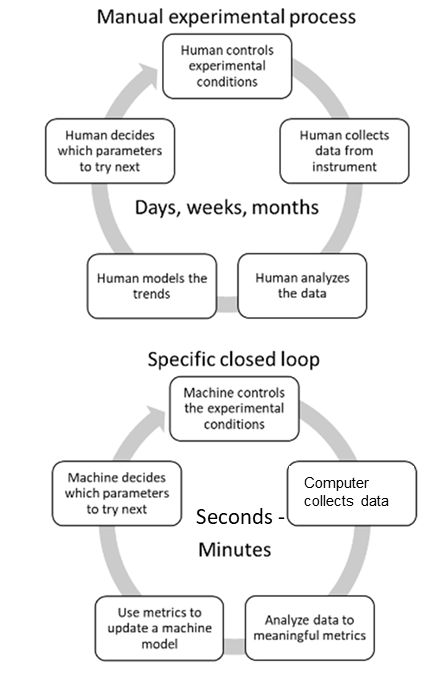 Manual experimental process
Human controls
experimental
conditions
Human collects
data from
instrument
Human analyzes
the data
Human models the
trends
Human decides
which parameters
to try next
Days, weeks, months
Specific closed loop
Machine controls
the experimental
conditions
Computer
collects data
Analyze data to
meaningful metrics
Use metrics to
update a machine
model
Machine decides
which parameters
to try next
Seconds -
Minutes